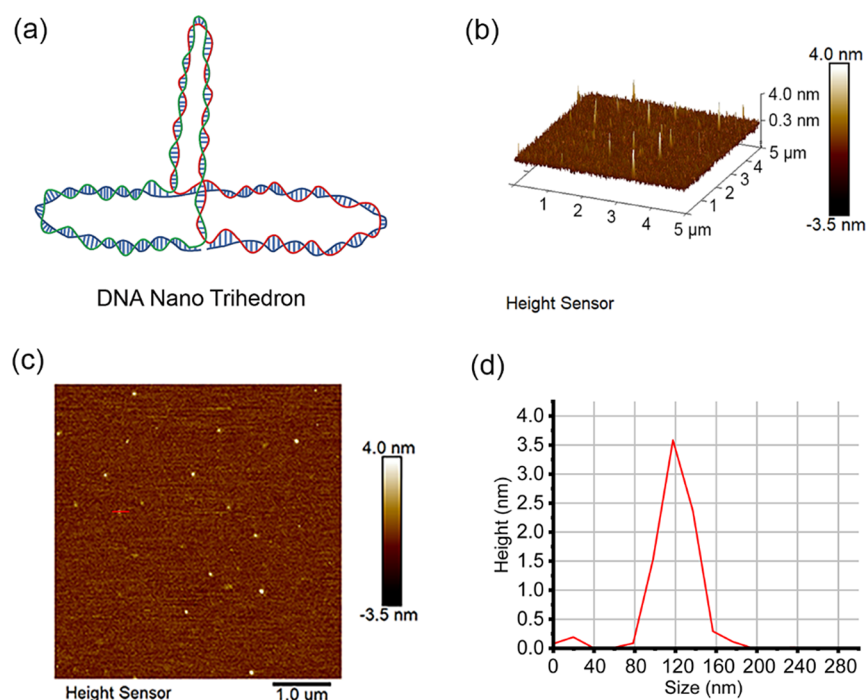 (a)
DNA Nano Trihedron
(b)
4.0 nm
4.0 nm
0.3 nm
5 µm
4
3
2
1
1
2
3
4
5 µm
-3.5 nm
Height Sensor
(c)
4.0 nm
-3.5 nm
Height Sensor
1.0 um
(d)
4.0
3.5
3.0
2.5
2.0
1.5
1.0
0.5
0.0
Height (nm)
0 40 80 120 160 200 240 280
Size (nm)